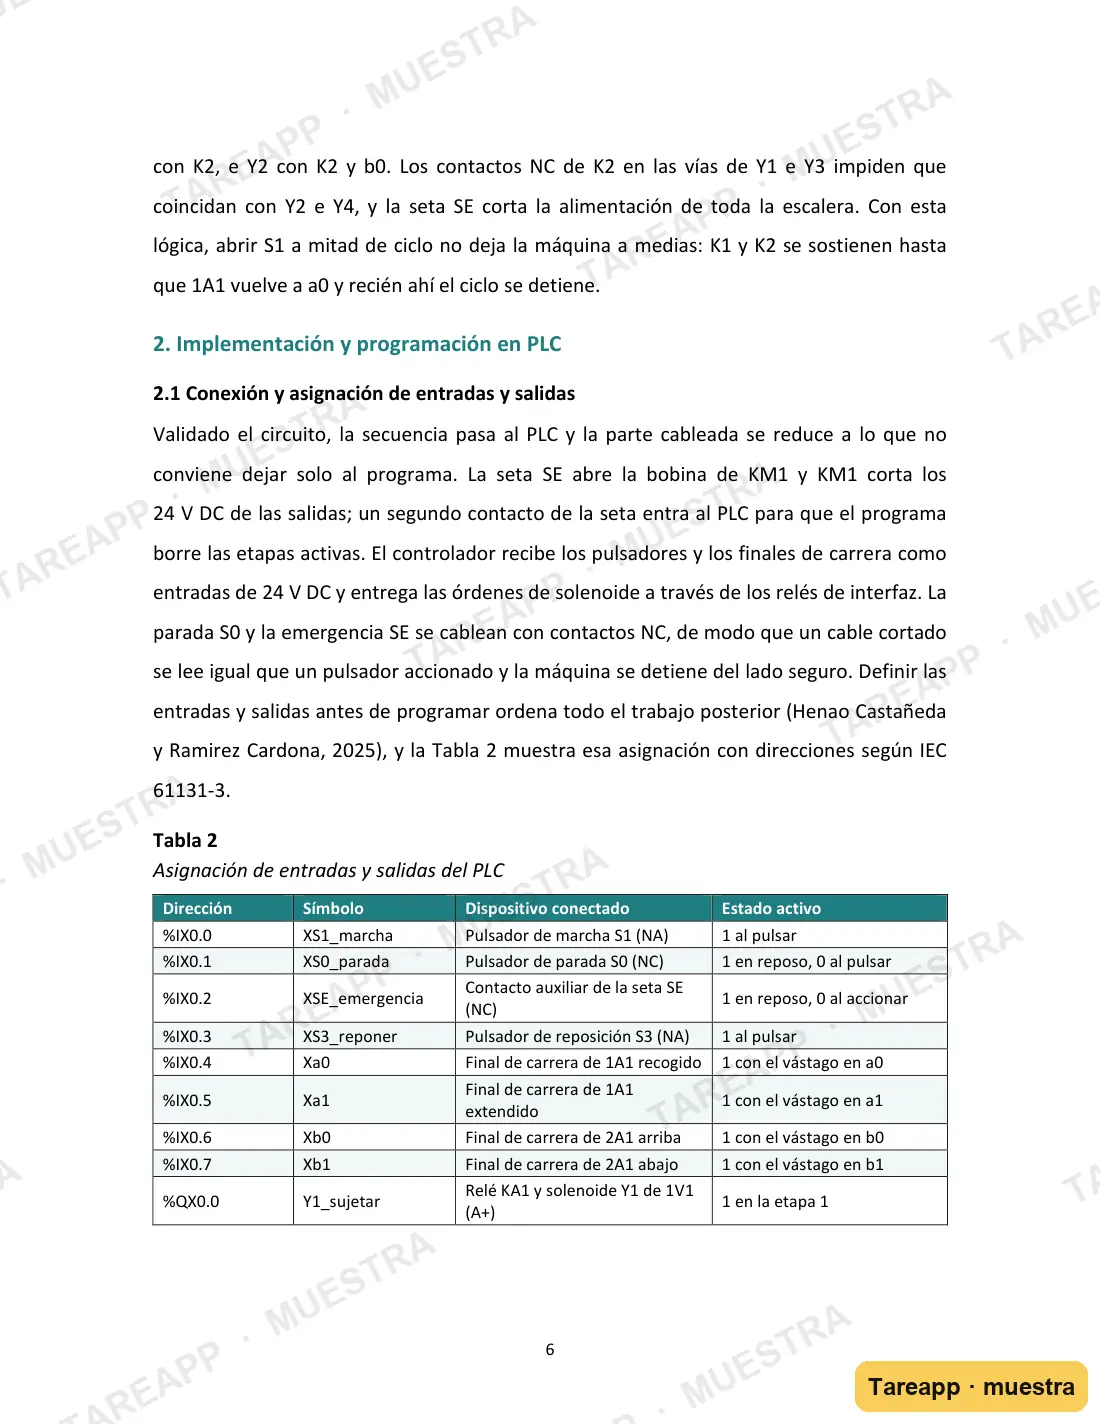 con K2, e Y2 con K2 y b0. Los contactos NC de K2 en las vías de Y1 e Y3 impiden que
coincidan con Y2 e Y4, y la seta SE corta la alimentación de toda la escalera. Con esta
lógica, abrir S1 a mitad de ciclo no deja la máquina a medias: K1 y K2 se sostienen hasta
que 1A1 vuelve a a0 y recién ahí el ciclo se detiene.
2. Implementación y programación en PLC
2.1 Conexión y asignación de entradas y salidas
Validado el circuito, la secuencia pasa al PLC y la parte cableada se reduce a lo que no
conviene dejar solo al programa. La seta SE abre la bobina de KM1 y KM1 corta los
24 V DC de las salidas; un segundo contacto de la seta entra al PLC para que el programa
borre las etapas activas. El controlador recibe los pulsadores y los finales de carrera como
entradas de 24 V DC y entrega las órdenes de solenoide a través de los relés de interfaz. La
parada S0 y la emergencia SE se cablean con contactos NC, de modo que un cable cortado
se lee igual que un pulsador accionado y la máquina se detiene del lado seguro. Definir las
entradas y salidas antes de programar ordena todo el trabajo posterior (Henao Castañeda
y Ramirez Cardona, 2025), y la Tabla 2 muestra esa asignación con direcciones según IEC
61131-3.
Tabla 2
Asignación de entradas y salidas del PLC
Dirección Símbolo Dispositivo conectado Estado activo
%IX0.0 XS1_marcha Pulsador de marcha S1 (NA) 1 al pulsar
%IX0.1 XS0_parada Pulsador de parada S0 (NC) 1 en reposo, 0 al pulsar
%IX0.2 XSE_emergencia Contacto auxiliar de la seta SE (NC) 1 en reposo, 0 al accionar
%IX0.3 XS3_reponer Pulsador de reposición S3 (NA) 1 al pulsar
%IX0.4 Xa0 Final de carrera de 1A1 recogido 1 con el vástago en a0
%IX0.5 Xa1 Final de carrera de 1A1 extendido 1 con el vástago en a1
%IX0.6 Xb0 Final de carrera de 2A1 arriba 1 con el vástago en b0
%IX0.7 Xb1 Final de carrera de 2A1 abajo 1 con el vástago en b1
%QX0.0 Y1_sujetar Relé KA1 y solenoide Y1 de 1V1 (A+) 1 en la etapa 1
6
Tareapp · muestra
TAREAPP · MUESTRA